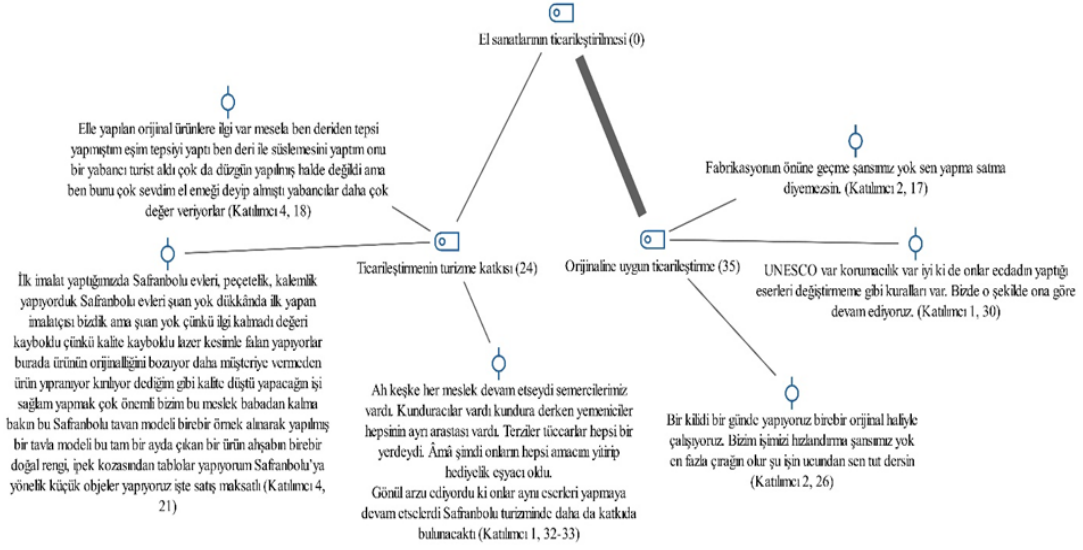 El sanatlarının ticarileştirilmesi (0)
Elle yapılan orijinal ürünlere ilgi var mesela ben deriden tepsi
yapmıştım eşim tepsiyi yaptı ben deri ile süslemesini yaptım onu
bir yabancı turist aldı çok da düzgün yapılmış halde değildi ama
ben bunu çok sevdim el emeği deyip almıştı yabancılar daha çok
değer veriyorlar (Katılımcı 4, 18)
Fabrikasyonun önüne geçme şansımız yok sen yapma satma
diyemezsin. (Katılımcı 2, 17)
Ticarileştirmenin turizme katkısı (24)
Orijinaline uygun ticarileştirme (35)
UNESCO var korumacılık var iyi ki de onlar ecdadın yaptığı
eserleri değiştirmeme gibi kuralları var. Bizde o şekilde ona göre
devam ediyoruz. (Katılımcı 1, 30)
İlk imalat yaptığımızda Safranbolu evleri, peçetelik, kalemlik
yapıyorduk Safranbolu evleri şuan yok dükkânda ilk yapan
imalatçısı bizdik ama şuan yok çünkü ilgi kalmadı değeri
kayboldu çünkü kalite kayboldu lazer kesimle falan yapıyorlar
burada ürünün orijinalliğini bozuyor daha müşteriye vermeden
ürün yıpranıyor kırılıyor dediğim gibi kalite düştü yapacağın işi
sağlam yapmak çok önemli bizim bu meslek babadan kalma
bakın bu Safranbolu tavan modeli birebir örnek alınarak yapılmış
bir tavla modeli bu tam bir ayda çıkan bir ürün ahşabın birebir
doğal rengi, ipek kozasından tablolar yapıyorum Safranbolu'ya
yönelik küçük objeler yapıyoruz işte satış maksatlı (Katılımcı 4,
21)
Ah keşke her meslek devam etseydi semercilerimiz
vardı. Kunduracılar vardı kundura derken yemeniciler
hepsinin ayrı arastası vardı. Terziler tüccarlar hepsi bir
yerdeydi. Âmâ şimdi onların hepsi amacını yitirip
hediyelik eşyacı oldu.
Gönül arzu ediyordu ki onlar aynı eserleri yapmaya
devam etselerdi Safranbolu turizminde daha da katkıda
bulunacaktı (Katılımcı 1, 32-33)
Bir kilidi bir günde yapıyoruz birebir orijinal haliyle
çalışıyoruz. Bizim işimizi hızlandırma şansımız yok
en fazla çırağın olur şu işin ucundan sen tut dersin
(Katılımcı 2, 26)